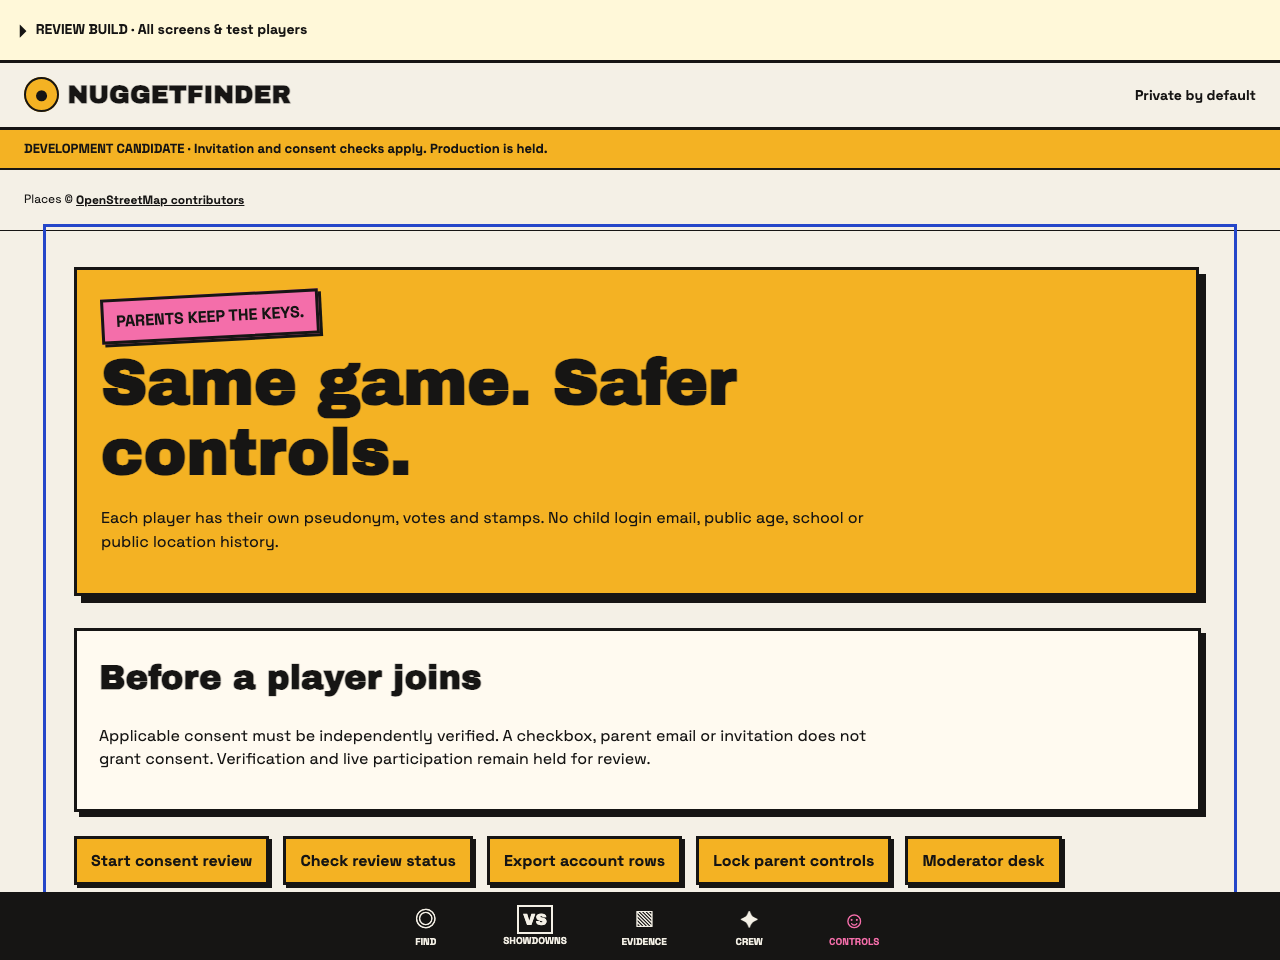 REVIEW BUILD · All screens & test players
NUGGETFINDER
Private by default
DEVELOPMENT CANDIDATE · Invitation and consent checks apply. Production is held.
Places © OpenStreetMap contributors
PARENTS KEEP THE KEYS.
Same game. Safer
controls.
Each player has their own pseudonym, votes and stamps. No child login email, public age, school or
public location history.
Before a player joins
Applicable consent must be independently verified. A checkbox, parent email or invitation does not
grant consent. Verification and live participation remain held for review.
Start consent review
Check review status
Export account rows
Lock parent controls
Moderator desk
FIND
VS
SHOWDOWNS
EVIDENCE
CREW
CONTROLS